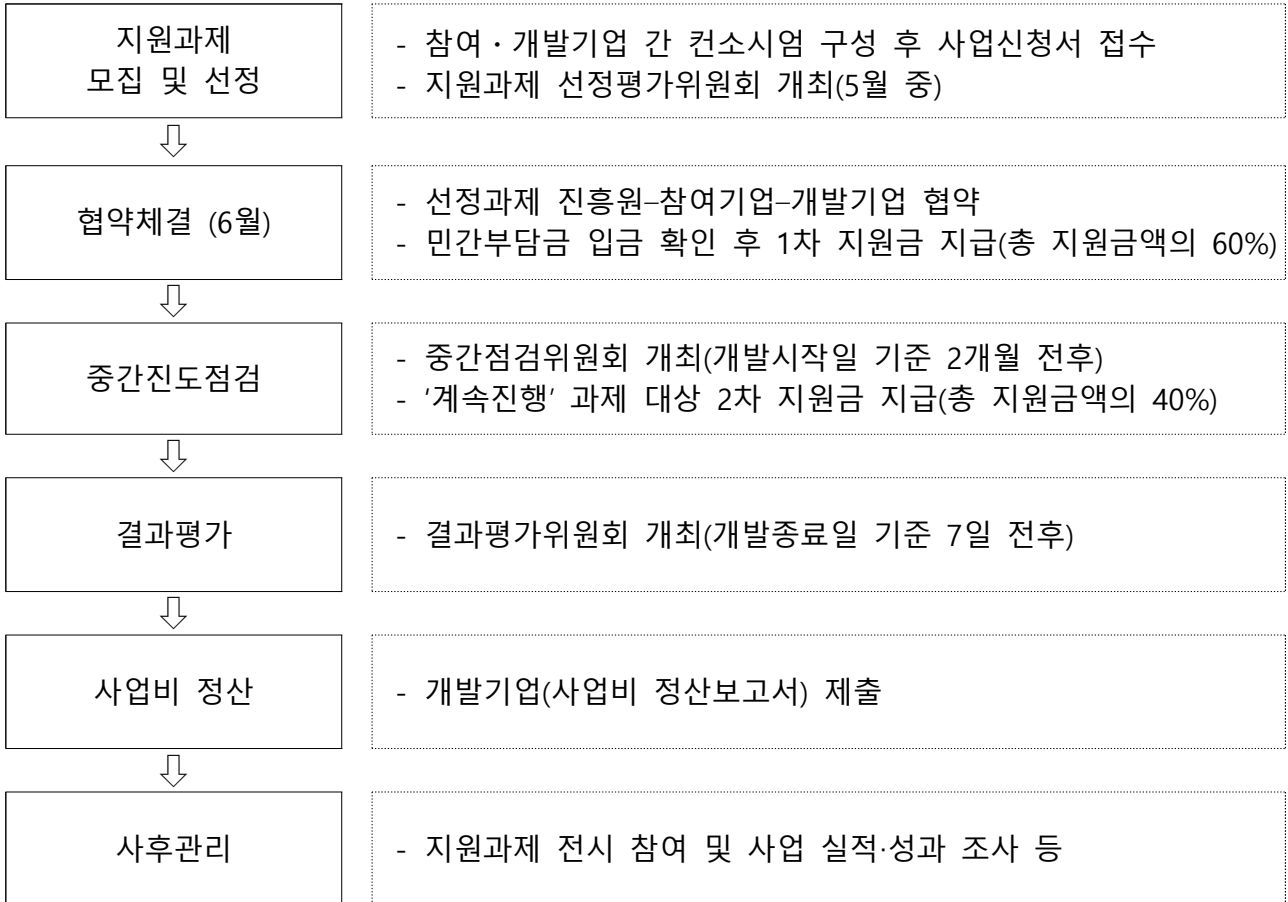 지원과제
모집 및 선정
- 참여・개발기업 간 컨소시엄 구성 후 사업신청서 접수
- 지원과제 선정평가위원회 개최(5월 중)
협약체결 (6월)
- 선정과제 진흥원–참여기업–개발기업 협약
- 민간부담금 입금 확인 후 1차 지원금 지급(총 지원금액의 60%)
중간진도점검
- 중간점검위원회 개최(개발시작일 기준 2개월 전후)
- '계속진행' 과제 대상 2차 지원금 지급(총 지원금액의 40%)
결과평가
- 결과평가위원회 개최(개발종료일 기준 7일 전후)
사업비 정산
- 개발기업(사업비 정산보고서) 제출
사후관리
- 지원과제 전시 참여 및 사업 실적·성과 조사 등